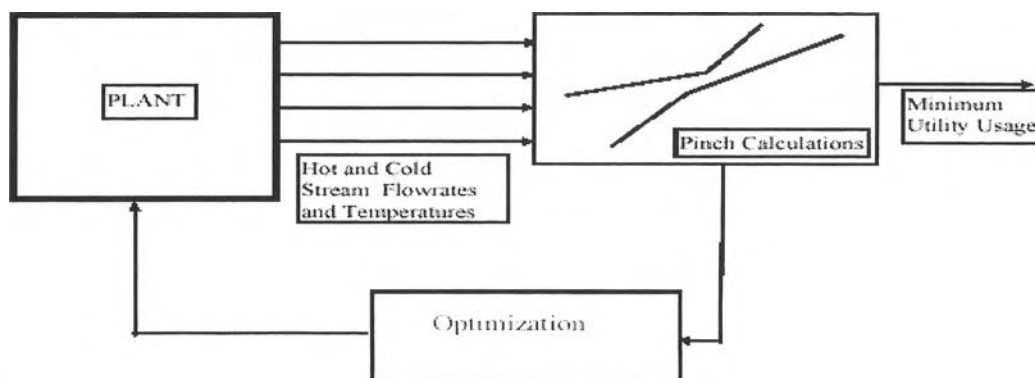 PLANT
Hot and Cold
Stream Flowrates
and Temperatures
Pinch Calculations
Minimum
Utility Usage
Optimization